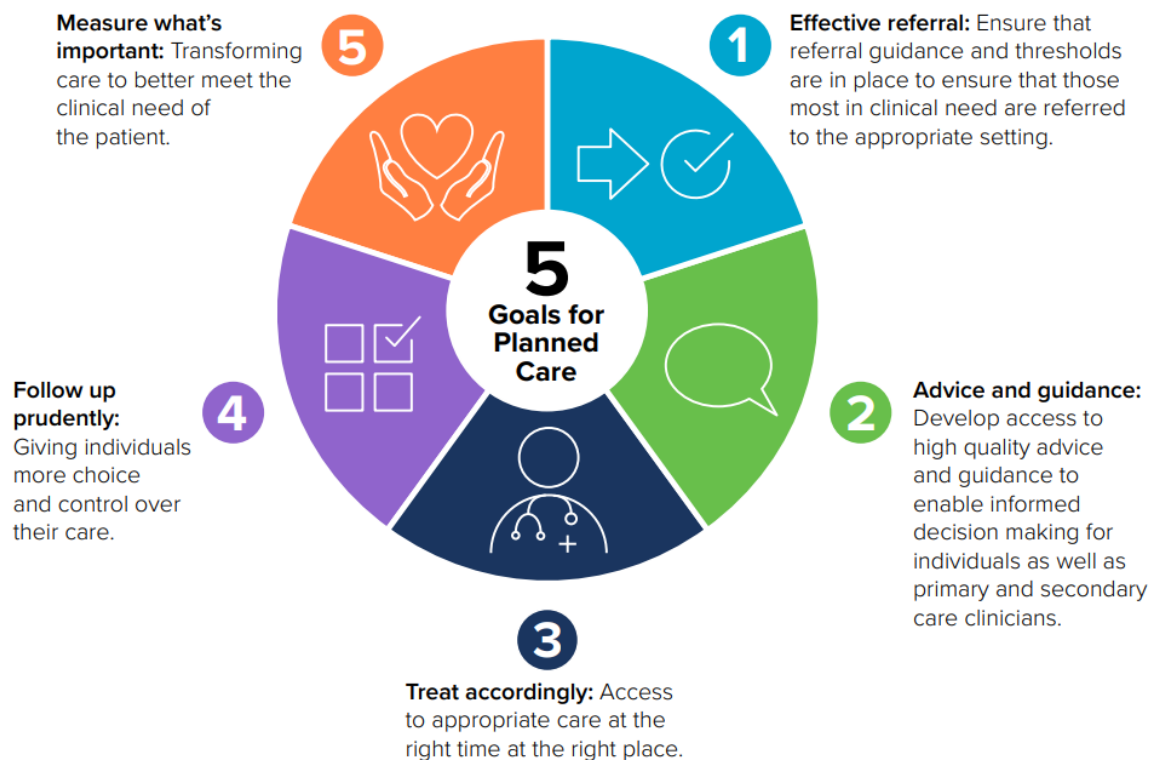 5
Goals for
Planned
Care
1
Effective referral: Ensure that
referral guidance and thresholds
are in place to ensure that those
most in clinical need are referred
to the appropriate setting.
2
Advice and guidance:
Develop access to
high quality advice
and guidance to
enable informed
decision making for
individuals as well as
primary and secondary
care clinicians.
3
Treat accordingly: Access
to appropriate care at the
right time at the right place.
4
Follow up
prudently:
Giving individuals
more choice
and control over
their care.
5
Measure what’s
important: Transforming
care to better meet the
clinical need of
the patient.